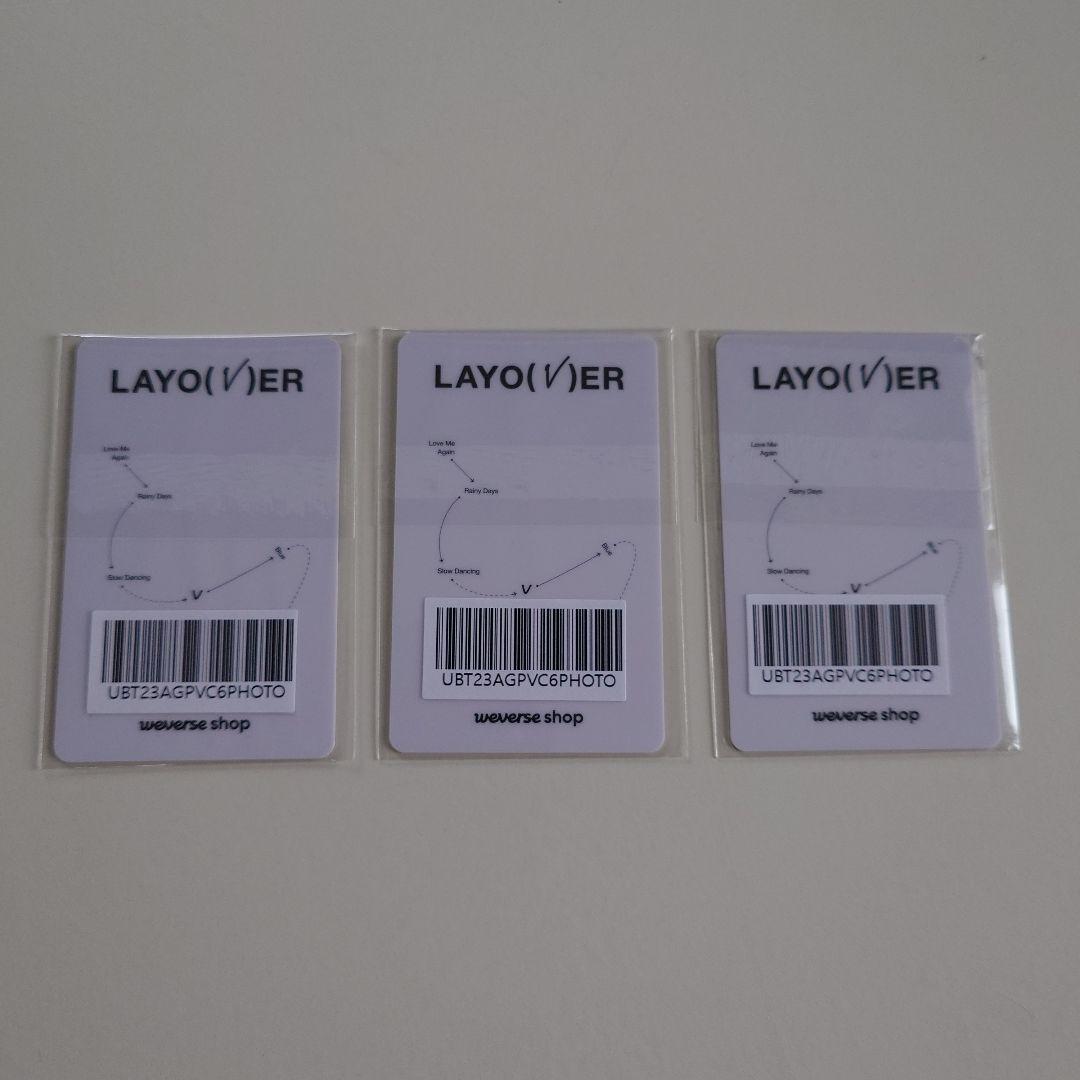 LAYO(V)ER
Love Me
Again
Rainy Days
Slow Dancing
V
Blue
UBT23AGPVC6PHOTO
weverse shop
LAYO(V)ER
Love Me
Again
Rainy Days
Slow Dancing
V
Blue
UBT23AGPVC6PHOTO
weverse shop
LAYO(V)ER
Love Me
Again
Rainy Days
Slow Dancing
V
Blue
UBT23AGPVC6PHOTO
weverse shop